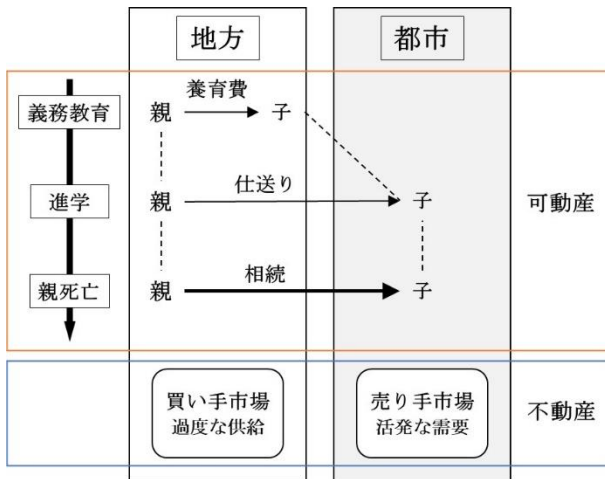 地方
都市
養育費
義務教育
親
子
仕送り
進学
親
子
可動産
相続
親死亡
親
子
買い手市場
過度な供給
売り手市場
活発な需要
不動産